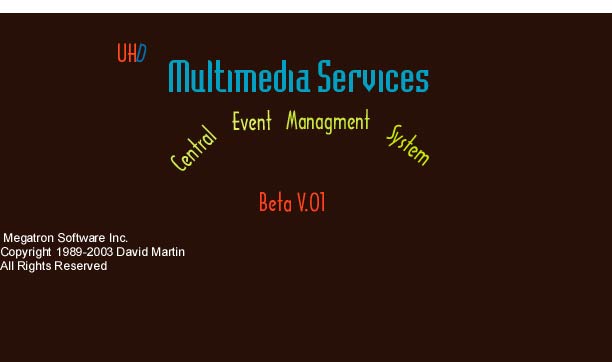 UHD
Multimedia Services
Central Event Managment System
Beta V.01
Megatron Software Inc.
Copyright 1989-2003 David Martin
All Rights Reserved